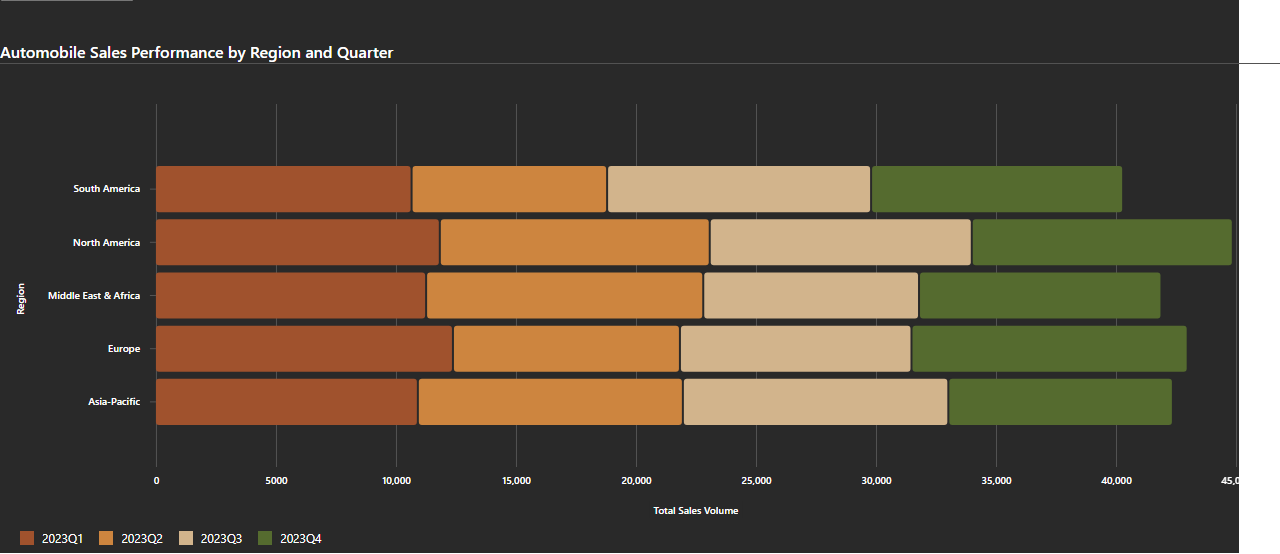 Automobile Sales Performance by Region and Quarter
South America
North America
Middle East & Africa
Europe
Asia-Pacific
Region
0 5000 10,000 15,000 20,000 25,000 30,000 35,000 40,000 45,0
Total Sales Volume
2023Q1 2023Q2 2023Q3 2023Q4